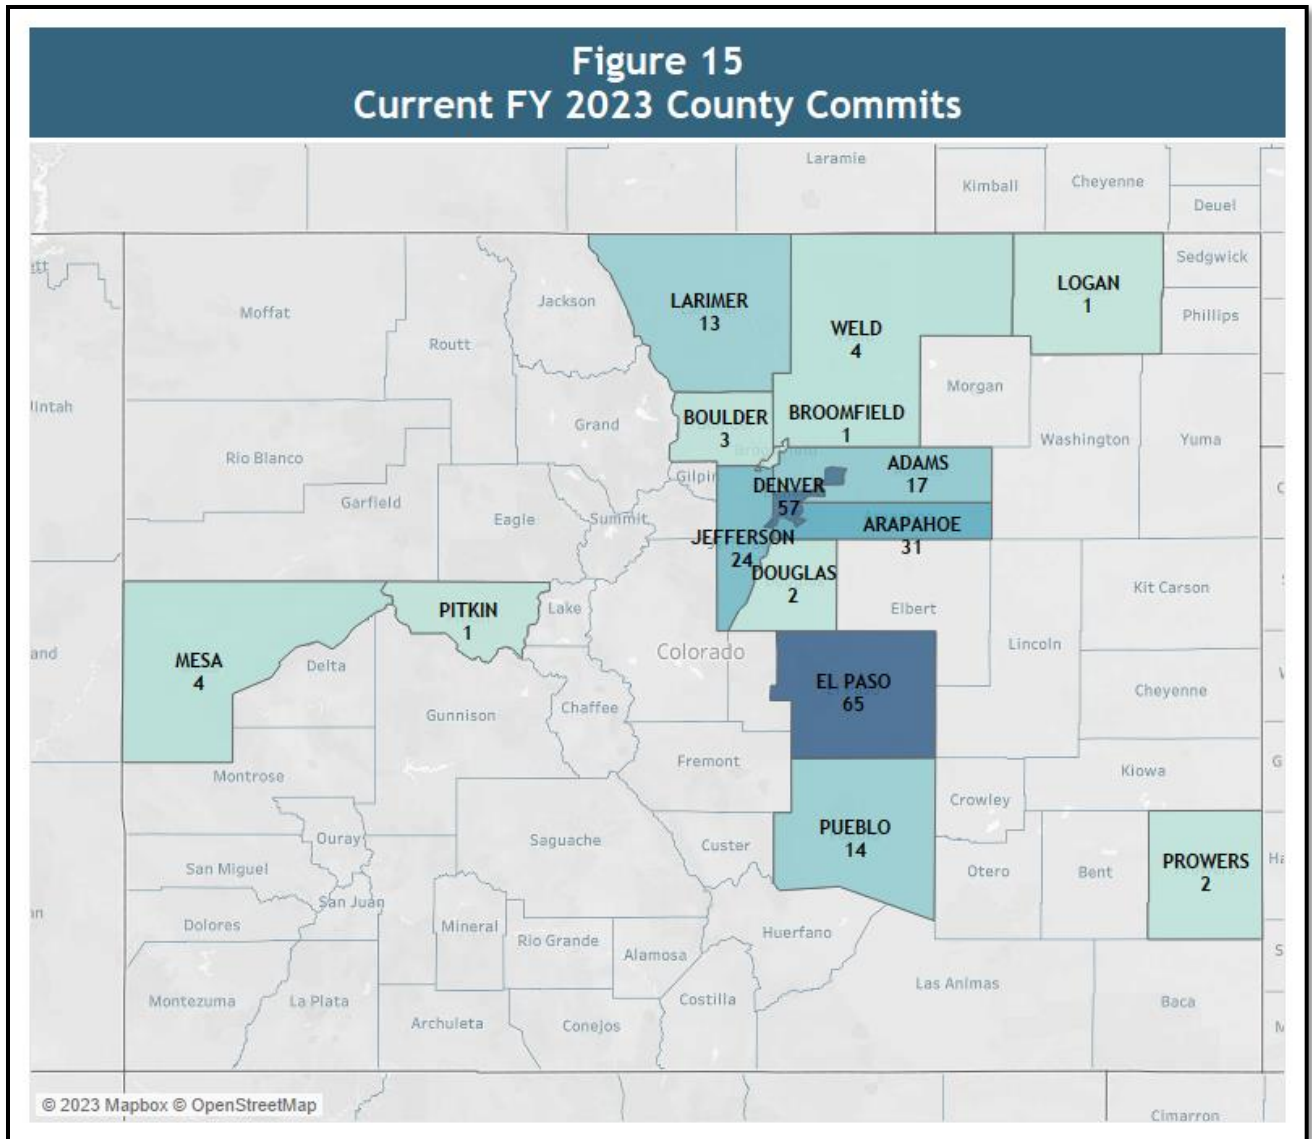 Figure 15
Current FY 2023 County Commits
Laramie
Kimball
Cheyenne
Deuel
Sedgwick
LOGAN
1
Phillips
Moffat
Jackson
LARIMER
13
WELD
4
Routt
Morgan
Grand
BOULDER
3
BROOMFIELD
1
Washington
Yuma
Rio Blanco
Garfield
Gilpin
DENVER
57
ADAMS
17
Eagle
Summit
JEFFERSON
24
ARAPAHOE
31
DOUGLAS
2
Kit Carson
PITKIN
1
Lake
Elbert
Lincoln
Colorado
MESA
4
Delta
EL PASO
65
Cheyenne
Gunnison
Chaffee
Fremont
Kiowa
Montrose
Crowley
PUEBLO
14
Ouray
Saguache
Custer
San Miguel
Otero
Bent
PROWERS
2
San Juan
Dolores
Mineral
Rio Grande
Alamosa
Huerfano
Las Animas
Montezuma
La Plata
Costilla
Baca
Archuleta
Conejos
© 2023 Mapbox © OpenStreetMap
Cimarron